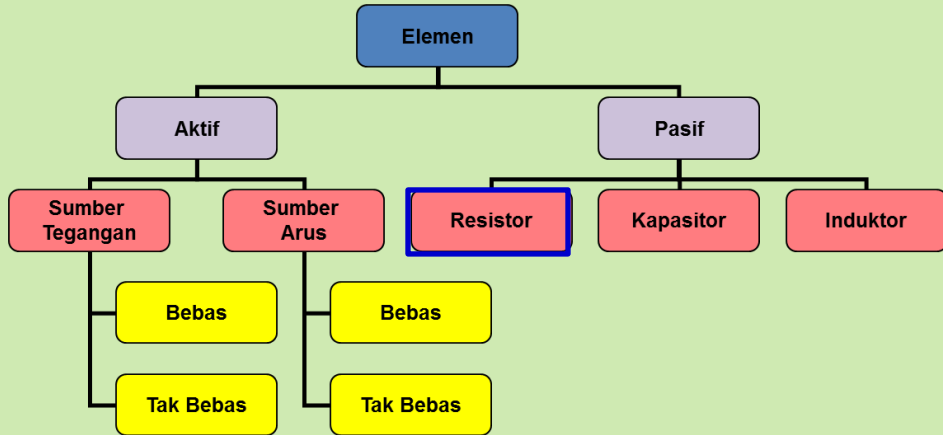 Elemen
Aktif
Pasif
Sumber
Tegangan
Sumber
Arus
Resistor
Kapasitor
Induktor
Bebas
Bebas
Tak Bebas
Tak Bebas